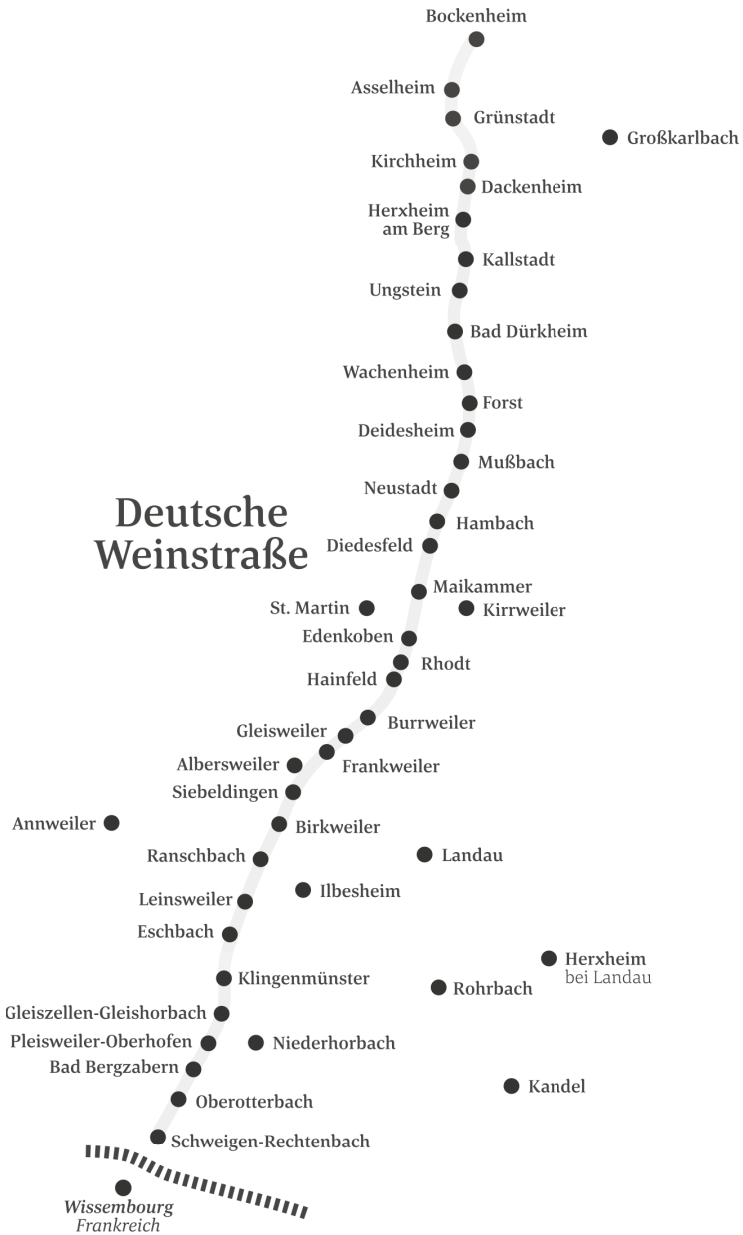 Bockenheim
Asselheim
Grünstadt
Großkarlbach
Kirchheim
Dackenheim
Herxheim
am Berg
Kallstadt
Ungstein
Bad Dürkheim
Wachenheim
Forst
Deidesheim
Mußbach
Neustadt
Deutsche
Weinstraße
Hambach
Diedesfeld
Maikammer
St. Martin
Kirrweiler
Edenkoben
Rhodt
Hainfeld
Burrweiler
Gleisweiler
Albersweiler
Frankweiler
Siebeldingen
Annweiler
Birkweiler
Ranschbach
Landau
Ilbesheim
Leinsweiler
Eschbach
Herxheim
bei Landau
Klingenmünster
Rohrbach
Gleiszellen-Gleishorbach
Pleisweiler-Oberhofen
Niederhorbach
Bad Bergzabern
Kandel
Oberotterbach
Schweigen-Rechtenbach
Wissembourg
Frankreich